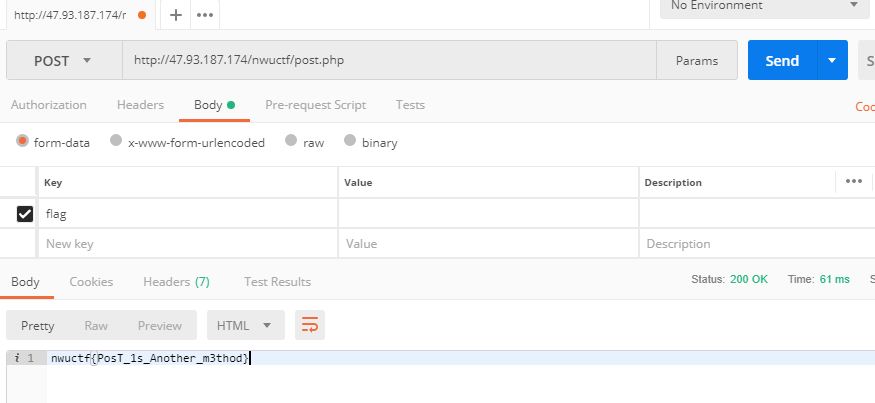 http://47.93.187.174/r
No Environment
POST http://47.93.187.174/nwuctf/post.php Params Send S
Authorization Headers Body Pre-request Script Tests Coo
form-data x-www-form-urlencoded raw binary
Key Value Description
flag
New key Value Description
Body Cookies Headers (7) Test Results Status: 200 OK Time: 61 ms S
Pretty Raw Preview HTML
i 1 nwuctf{PosT_1s_Another_m3thod}